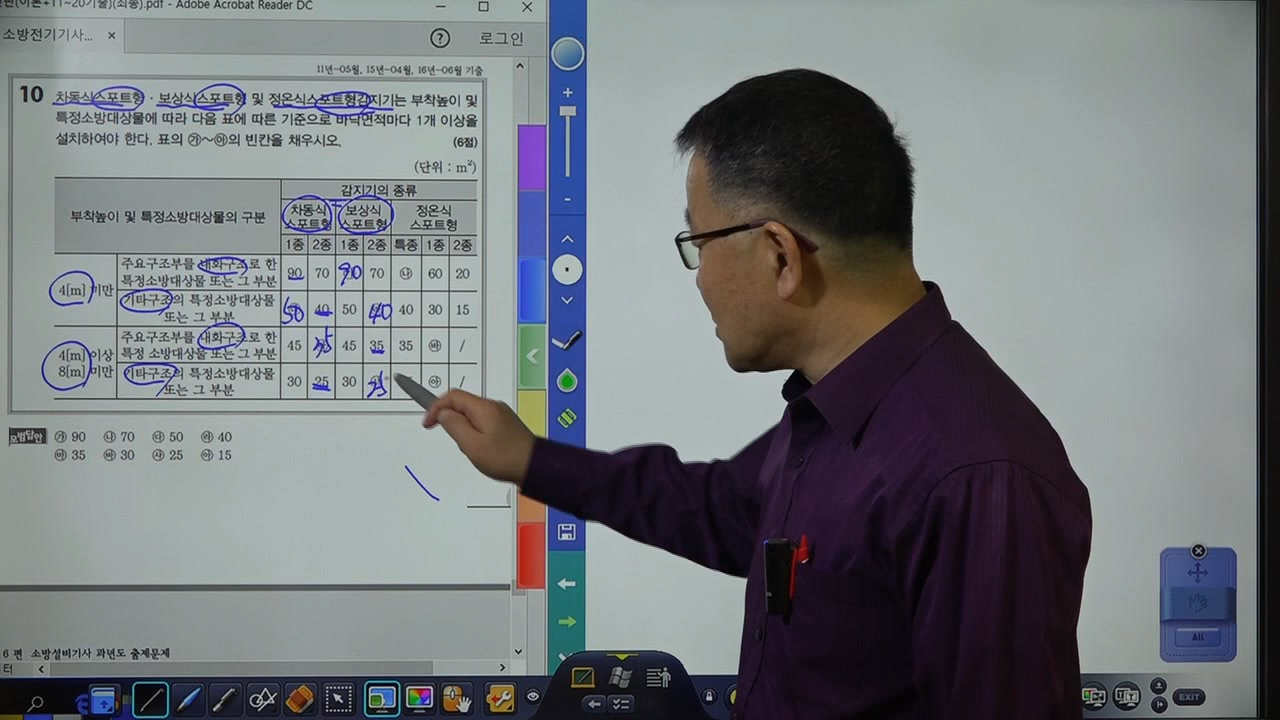 (최종).pdf - Adobe Acrobat Reader DC
소방전기기사... ×
? 로그인
11년-05월, 15년-04월, 16년-06월 기출
10 차동식스포트형·보상식스포트형 및 정온식스포트형감지기는 부착높이 및
특정소방대상물에 따라 다음 표에 따른 기준으로 바닥면적마다 1개 이상을
설치하여야 한다. 표의 ㉮~㉵의 빈칸을 채우시오. (6점)
(단위 : m²)
부착높이 및 특정소방대상물의 구분
감지기의 종류
차동식 스포트형 보상식 스포트형 정온식 스포트형
1종 2종 1종 2종 특종 1종 2종
4[m] 미만
주요구조부를 내화구조로 한 특정소방대상물 또는 그 부분 90 70 90 70 ㉯ 60 20
기타구조의 특정소방대상물 또는 그 부분 50 40 50 40 40 30 15
4[m] 이상 8[m] 미만
주요구조부를 내화구조로 한 특정 소방대상물 또는 그 부분 45 35 45 35 35 ㉳ /
기타구조의 특정소방대상물 또는 그 부분 30 25 30 25 ㉵ /
모범답안 ㉮ 90 ㉯ 70 ㉰ 50 ㉱ 40
㉲ 35 ㉳ 30 ㉴ 25 ㉵ 15
6 편 소방설비기사 과년도 출제문제
터
All
EXIT